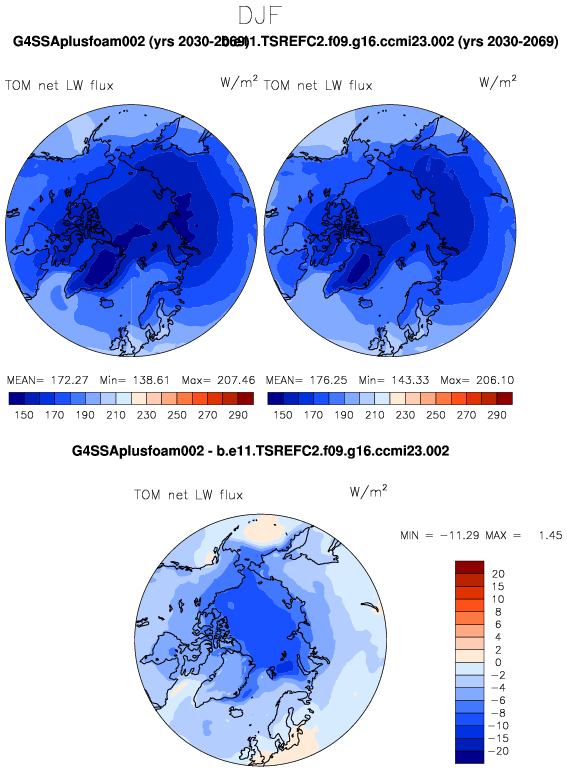 DJF
G4SSAplusfoam002 (yrs 2030-2069) b.e11.TSREFC2.f09.g16.ccmi23.002 (yrs 2030-2069)
TOM net LW flux W/m² TOM net LW flux W/m²
MEAN= 172.27 Min= 138.61 Max= 207.46 MEAN= 176.25 Min= 143.33 Max= 206.10
150 170 190 210 230 250 270 290 150 170 190 210 230 250 270 290
G4SSAplusfoam002 - b.e11.TSREFC2.f09.g16.ccmi23.002
TOM net LW flux W/m²
MIN = -11.29 MAX = 1.45
20
15
10
8
6
4
2
0
-2
-4
-6
-8
-10
-15
-20